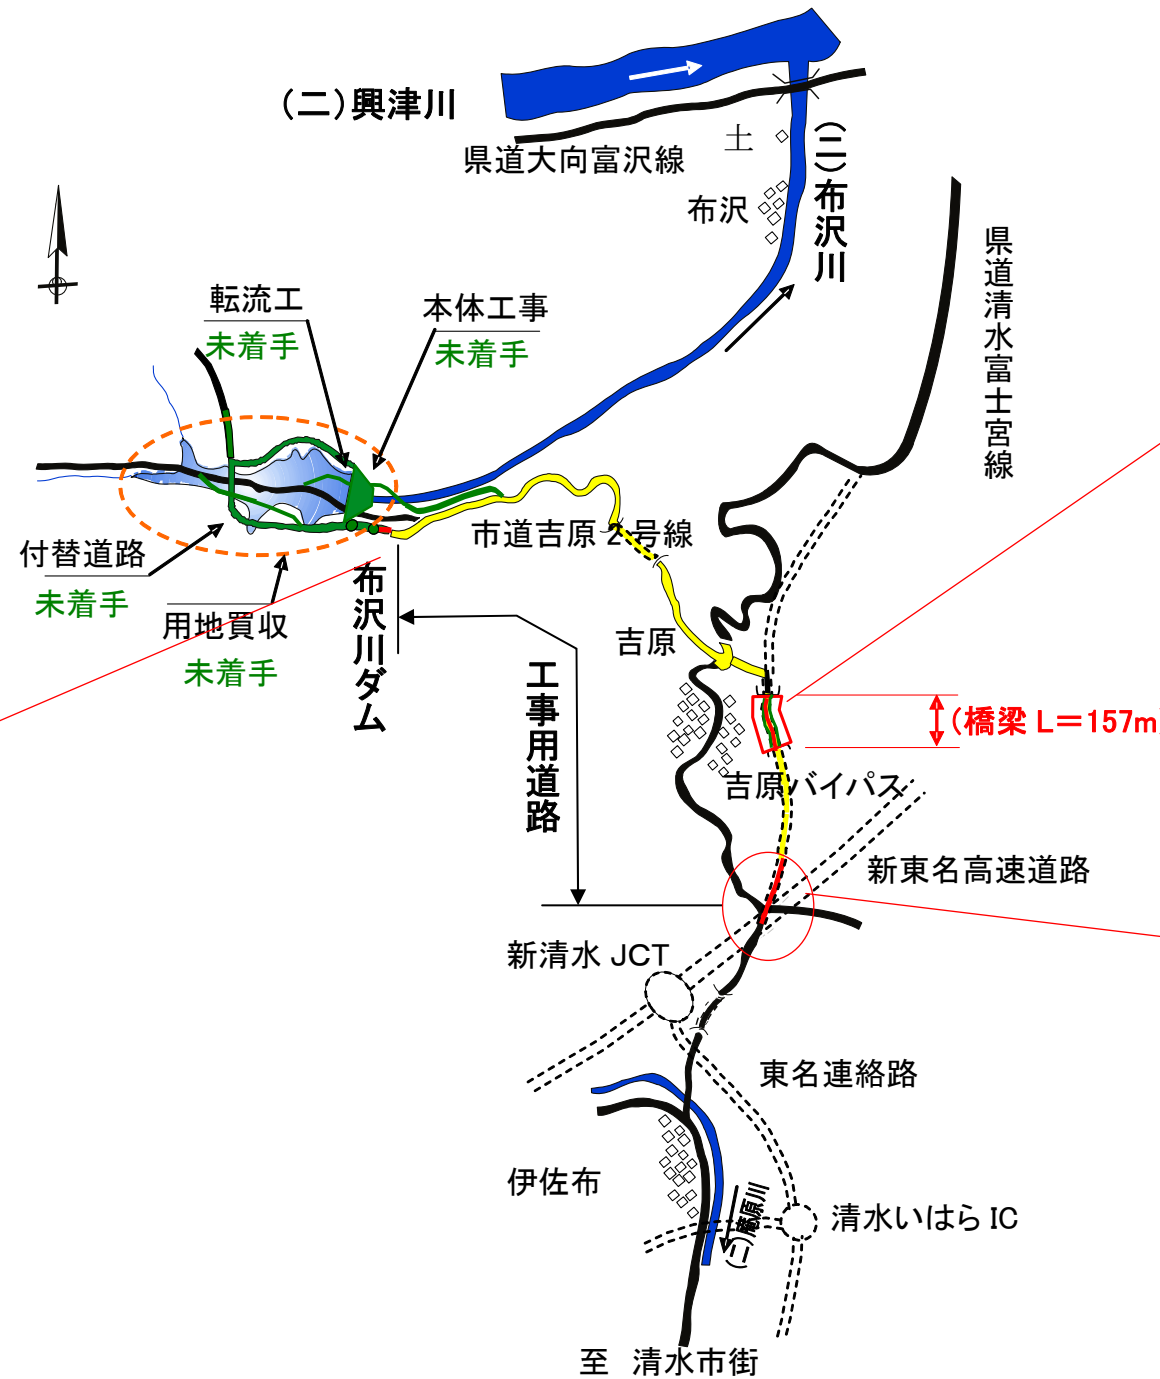 (二)興津川
県道大向富沢線
土
布沢
(二)布沢川
県道清水富士宮線
転流工
未着手
本体工事
未着手
市道吉原2号線
付替道路
未着手
用地買収
未着手
布沢川ダム
吉原
工事用道路
(橋梁 L=157m)
吉原バイパス
新東名高速道路
新清水 JCT
東名連絡路
伊佐布
(二)庵原川
清水いはら IC
至 清水市街